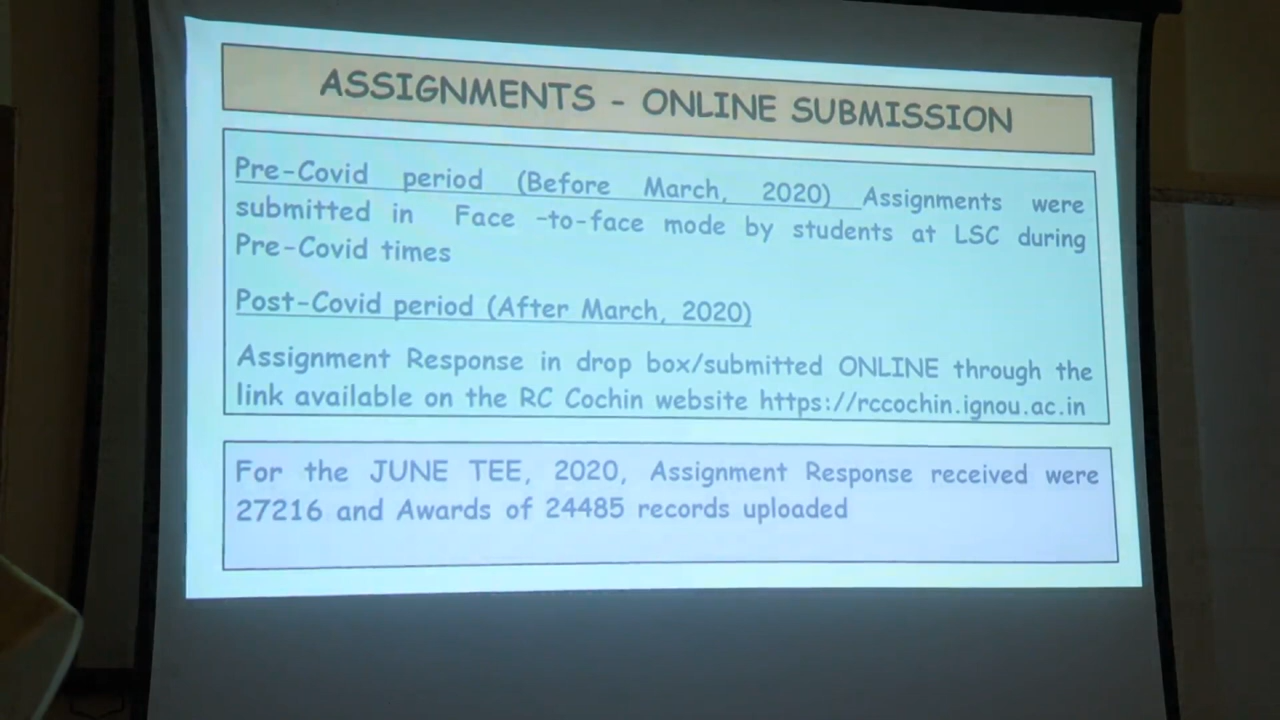 ASSIGNMENTS - ONLINE SUBMISSION
Pre-Covid period (Before March, 2020) Assignments were
submitted in Face -to-face mode by students at LSC during
Pre-Covid times
Post-Covid period (After March, 2020)
Assignment Response in drop box/submitted ONLINE through the
link available on the RC Cochin website https://rccochin.ignou.ac.in
For the JUNE TEE, 2020, Assignment Response received were
27216 and Awards of 24485 records uploaded